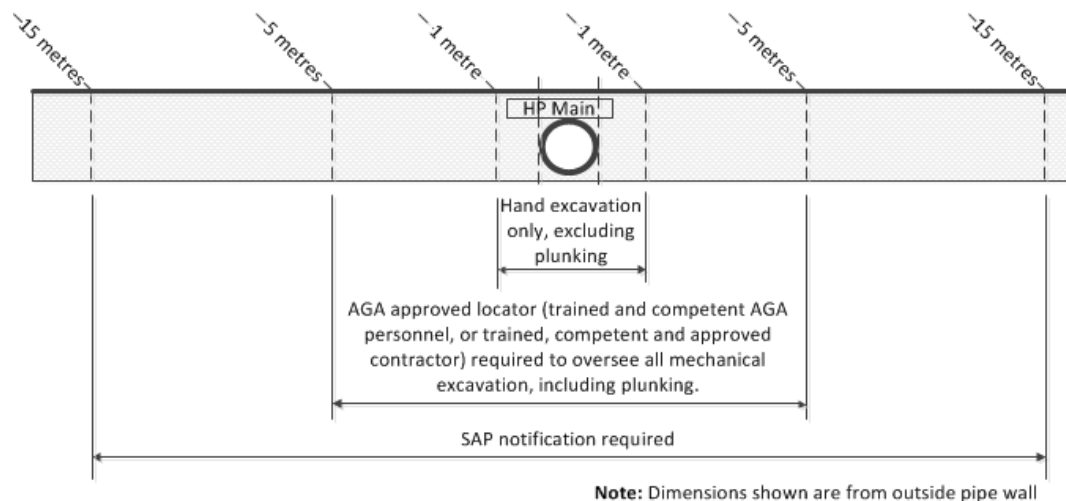 –15 metres
–5 metres
–1 metre
–1 metre
–5 metres
–15 metres
HP Main
Hand excavation
only, excluding
plunking
AGA approved locator (trained and competent AGA
personnel, or trained, competent and approved
contractor) required to oversee all mechanical
excavation, including plunking.
SAP notification required
Note: Dimensions shown are from outside pipe wall